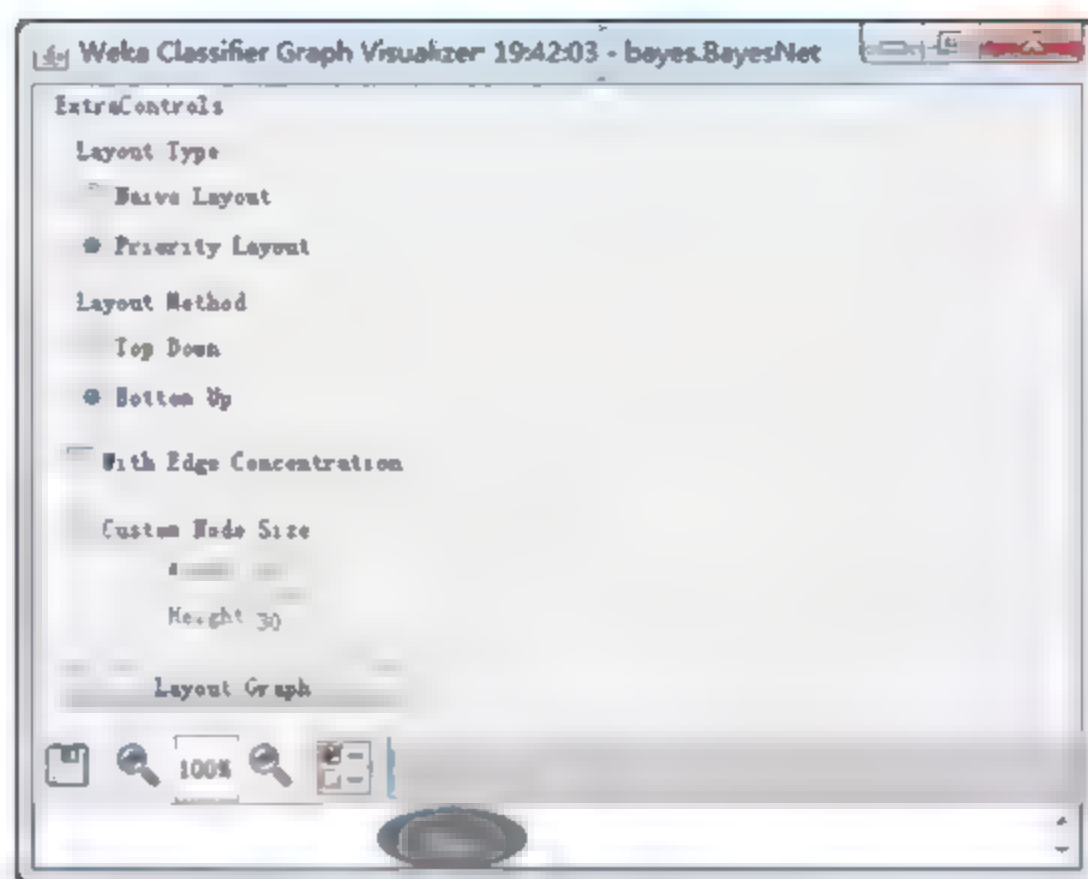 Weka Classifier Graph Visualizer 19:42:03 - bayes.BayesNet
ExtraControls
Layout Type
Naive Layout
Priority Layout
Layout Method
Top Down
Bottom Up
With Edge Concentration
Custom Node Size
Height 30
Layout Graph
100%